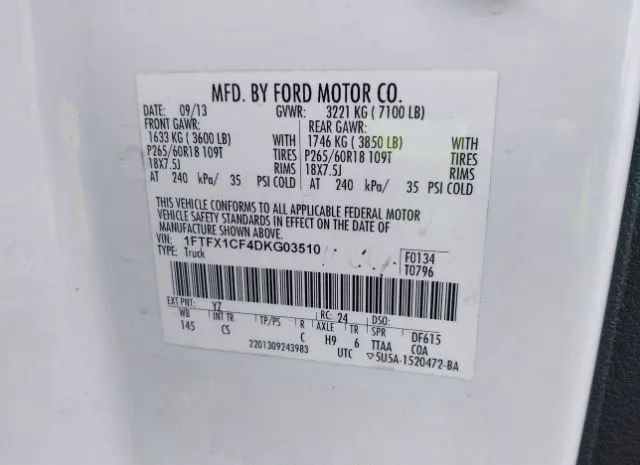 MFD. BY FORD MOTOR CO.
DATE: 09/13 GVWR: 3221 KG ( 7100 LB)
FRONT GAWR: REAR GAWR:
1633 KG ( 3600 LB) WITH 1746 KG ( 3850 LB) WITH
P265/60R18 109T TIRES P265/60R18 109T TIRES
18X7.5J RIMS 18X7.5J RIMS
AT 240 kPa/ 35 PSI COLD AT 240 kPa/ 35 PSI COLD
THIS VEHICLE CONFORMS TO ALL APPLICABLE FEDERAL MOTOR
VEHICLE SAFETY STANDARDS IN EFFECT ON THE DATE OF
MANUFACTURE SHOWN ABOVE.
VIN: 1FTFX1CF4DKG03510 F0134
TYPE: Truck T0796
EXT PNT: YZ RC: 24 DSO:
WB INT TR TP/PS R AXLE TR SPR DF615
145 CS C H9 6 TTAA COA
2201309243983 UTC ▽5U5A-1520472-BA